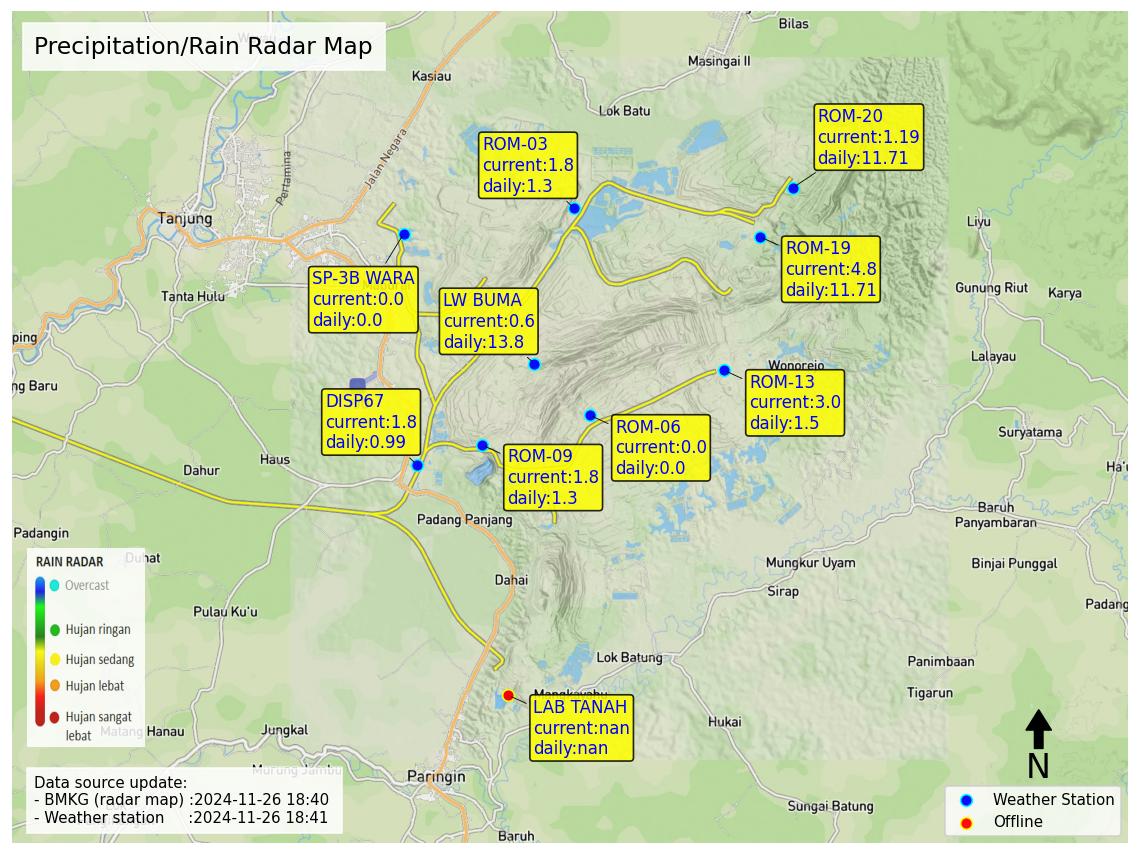 Precipitation/Rain Radar Map
Bilas
Masingai II
Kasiau
Lok Batu
Jalan Negara
Pertamina
Tanjung
Tanta Hulu
ROM-20
current:1.19
daily:11.71
ROM-03
current:1.8
daily:1.3
ROM-19
current:4.8
daily:11.71
SP-3B WARA
current:0.0
daily:0.0
LW BUMA
current:0.6
daily:13.8
Liyu
Gunung Riut
Karya
Lalayau
ping
ng Baru
Wonorejo
ROM-13
current:3.0
daily:1.5
DISP67
current:1.8
daily:0.99
ROM-06
current:0.0
daily:0.0
ROM-09
current:1.8
daily:1.3
Suryatama
Ha'u
Haus
Dahur
Padang Panjang
Baruh
Panyambaran
Padangin
Duhat
Dahai
Mungkur Uyam
Binjai Punggal
Sirap
Padang
Pulau Ku'u
RAIN RADAR
Overcast
Hujan ringan
Hujan sedang
Hujan lebat
Hujan sangat
lebat
Lok Batung
Panimbaan
Tigarun
Mangkayahu
LAB TANAH
current:nan
daily:nan
Matang Hanau
Jungkal
Hukai
Murung Jambu
Paringin
Sungai Batung
Baruh
N
Data source update:
- BMKG (radar map) :2024-11-26 18:40
- Weather station :2024-11-26 18:41
Weather Station
Offline